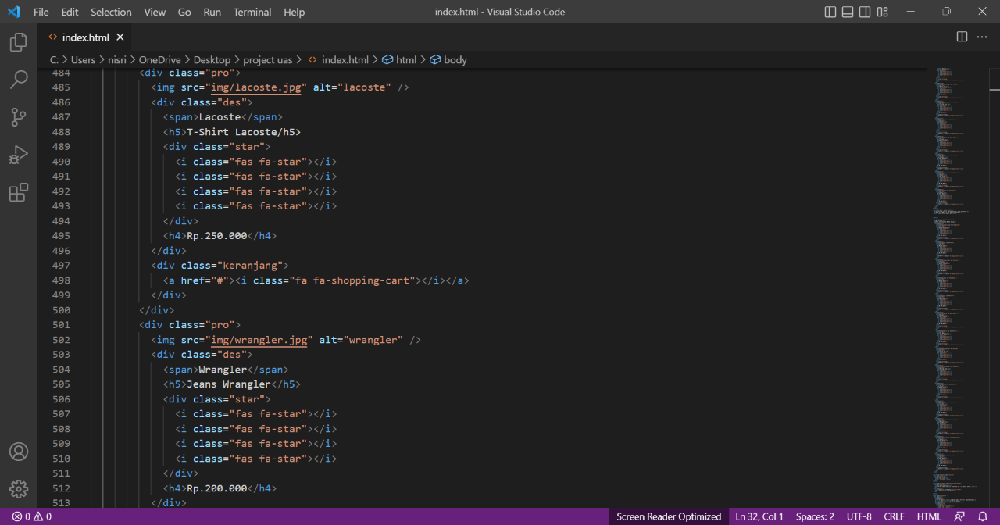 File Edit Selection View Go Run Terminal Help index.html - Visual Studio Code
index.html
C: > Users > nisri > OneDrive > Desktop > project uas > index.html > html > body
484 <div class="pro">
485 <img src="img/lacoste.jpg" alt="lacoste" />
486 <div class="des">
487 <span>Lacoste</span>
488 <h5>T-Shirt Lacoste/h5>
489 <div class="star">
490 <i class="fas fa-star"></i>
491 <i class="fas fa-star"></i>
492 <i class="fas fa-star"></i>
493 <i class="fas fa-star"></i>
494 </div>
495 <h4>Rp.250.000</h4>
496 </div>
497 <div class="keranjang">
498 <a href="#"><i class="fa fa-shopping-cart"></i></a>
499 </div>
500 </div>
501 <div class="pro">
502 <img src="img/wrangler.jpg" alt="wrangler" />
503 <div class="des">
504 <span>Wrangler</span>
505 <h5>Jeans Wrangler</h5>
506 <div class="star">
507 <i class="fas fa-star"></i>
508 <i class="fas fa-star"></i>
509 <i class="fas fa-star"></i>
510 <i class="fas fa-star"></i>
511 </div>
512 <h4>Rp.200.000</h4>
513 </div>
0 0 Screen Reader Optimized Ln 32, Col 1 Spaces: 2 UTF-8 CRLF HTML